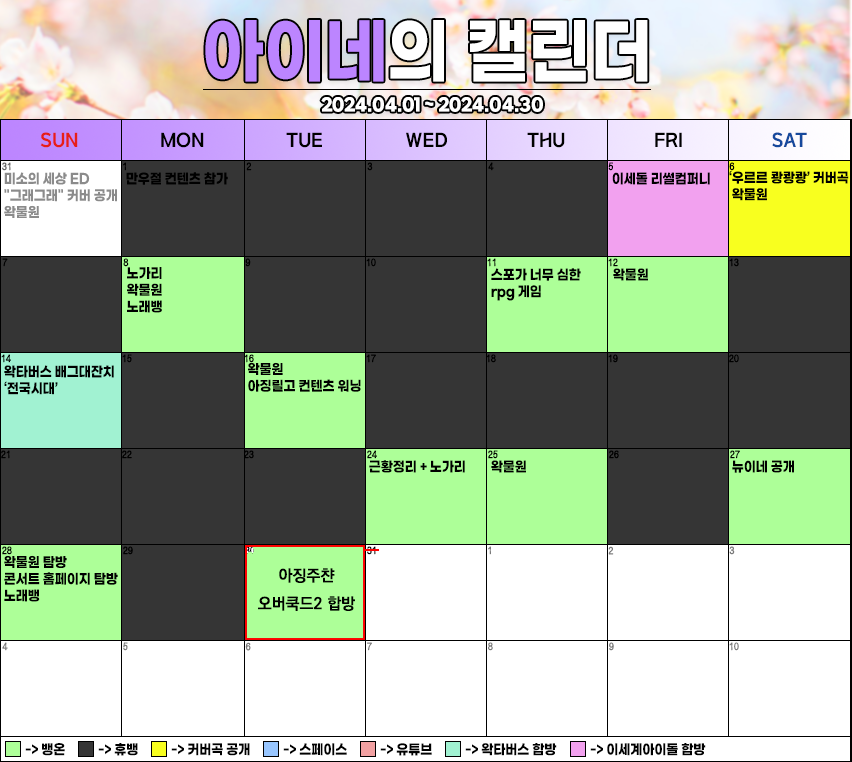 아이네의 캘린더
2024.04.01 ~ 2024.04.30
SUN MON TUE WED THU FRI SAT
31 1 2 3 4 5 6
미소의 세상 ED
"그래그래" 커버 공개
왁물원
만우절 컨텐츠 참가
이세돌 리썰컴퍼니
'우르르 쾅쾅쾅' 커버곡
왁물원
7 8 9 10 11 12 13
노가리
왁물원
노래뱅
스포가 너무 심한
rpg 게임
왁물원
14 15 16 17 18 19 20
왁타버스 배그대잔치
'전국시대'
왁물원
아징릴고 컨텐츠 워닝
21 22 23 24 25 26 27
근황정리 + 노가리
왁물원
뉴이네 공개
28 29 31 1 2 3
왁물원 탐방
콘서트 홈페이지 탐방
노래뱅
아징주챤
오버쿡드2 합방
4 5 6 7 8 9 10
-> 뱅온 -> 휴뱅 -> 커버곡 공개 -> 스페이스 -> 유튜브 -> 왁타버스 합방 -> 이세계아이돌 합방